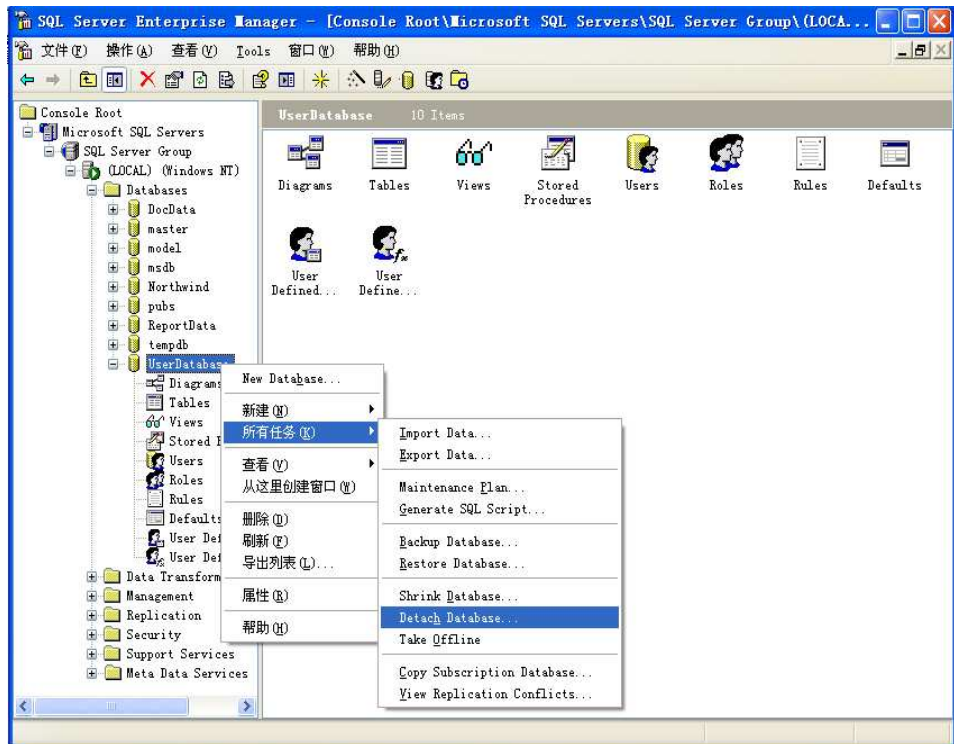 SQL Server Enterprise Manager - [Console Root\Microsoft SQL Servers\SQL Server Group\(LOCA...
文件(F) 操作(A) 查看(V) Tools 窗口(W) 帮助(H)
Console Root
Microsoft SQL Servers
SQL Server Group
(LOCAL) (Windows NT)
Databases
DocData
master
model
msdb
Northwind
pubs
ReportData
tempdb
UserDatabase
Diagrams
Tables
Views
Stored P
Users
Roles
Rules
Defaults
User Def
User Def
Data Transform
Management
Replication
Security
Support Services
Meta Data Services
UserDatabase 10 Items
Diagrams Tables Views Stored Procedures Users Roles Rules Defaults
User Defined... User Define...
New Database...
新建(N)
所有任务(K)
查看(V)
从这里创建窗口(W)
删除(D)
刷新(F)
导出列表(L)...
属性(R)
帮助(H)
Import Data...
Export Data...
Maintenance Plan...
Generate SQL Script...
Backup Database...
Restore Database...
Shrink Database...
Detach Database...
Take Offline
Copy Subscription Database...
View Replication Conflicts...